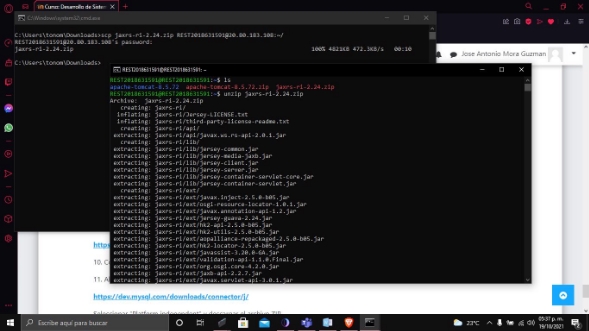 Curso: Desarrollo de Sistem
C:\Windows\system32\cmd.exe
C:\Users\tonom\Downloads>scp jaxrs-ri-2.24.zip REST2018631591@20.80.183.108:~/
REST2018631591@20.80.183.108's password:
jaxrs-ri-2.24.zip 100% 4821KB 472.3KB/s 00:10
C:\Users\tonom\Downloads>
Jose Antonio Mora Guzman
REST2018631591@REST2018631591: ~
REST2018631591@REST2018631591:~$ ls
apache-tomcat-8.5.72 apache-tomcat-8.5.72.zip jaxrs-ri-2.24.zip
REST2018631591@REST2018631591:~$ unzip jaxrs-ri-2.24.zip
Archive: jaxrs-ri-2.24.zip
creating: jaxrs-ri/
inflating: jaxrs-ri/Jersey-LICENSE.txt
inflating: jaxrs-ri/third-party-license-readme.txt
creating: jaxrs-ri/api/
extracting: jaxrs-ri/api/javax.ws.rs-api-2.0.1.jar
creating: jaxrs-ri/lib/
extracting: jaxrs-ri/lib/jersey-common.jar
extracting: jaxrs-ri/lib/jersey-media-jaxb.jar
extracting: jaxrs-ri/lib/jersey-client.jar
extracting: jaxrs-ri/lib/jersey-server.jar
extracting: jaxrs-ri/lib/jersey-container-servlet-core.jar
extracting: jaxrs-ri/lib/jersey-container-servlet.jar
creating: jaxrs-ri/ext/
extracting: jaxrs-ri/ext/javax.inject-2.5.0-b05.jar
extracting: jaxrs-ri/ext/osgi-resource-locator-1.0.1.jar
extracting: jaxrs-ri/ext/javax.annotation-api-1.2.jar
extracting: jaxrs-ri/ext/jersey-guava-2.24.jar
extracting: jaxrs-ri/ext/hk2-api-2.5.0-b05.jar
extracting: jaxrs-ri/ext/hk2-utils-2.5.0-b05.jar
extracting: jaxrs-ri/ext/aopalliance-repackaged-2.5.0-b05.jar
extracting: jaxrs-ri/ext/hk2-locator-2.5.0-b05.jar
extracting: jaxrs-ri/ext/javassist-3.20.0-GA.jar
extracting: jaxrs-ri/ext/validation-api-1.1.0.Final.jar
extracting: jaxrs-ri/ext/org.osgi.core-4.2.0.jar
extracting: jaxrs-ri/ext/jaxb-api-2.2.7.jar
extracting: jaxrs-ri/ext/javax.servlet-api-3.0.1.jar
http
10. C
11. A
https://dev.mysql.com/downloads/connector/j/
Escribe aquí para buscar
23°C
05:37 p. m.
19/10/2021